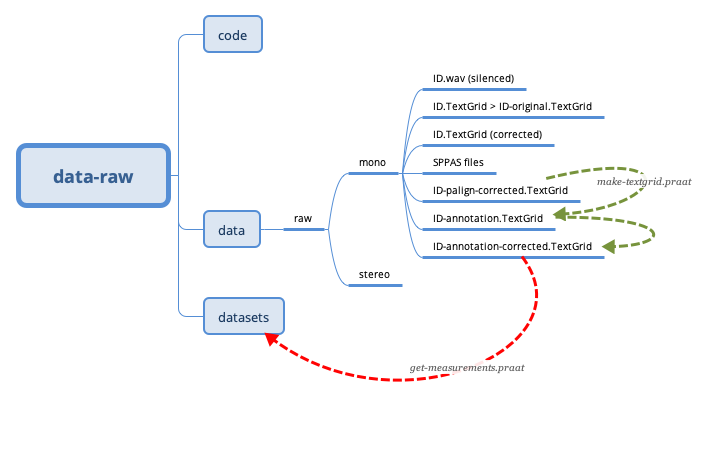 code
data-raw
ID.wav (silenced)
ID.TextGrid > ID-original.TextGrid
ID.TextGrid (corrected)
mono
SPPAS files
make-textgrid.praat
ID-palign-corrected.TextGrid
raw
ID-annotation.TextGrid
data
ID-annotation-corrected.TextGrid
stereo
datasets
get-measurements.praat